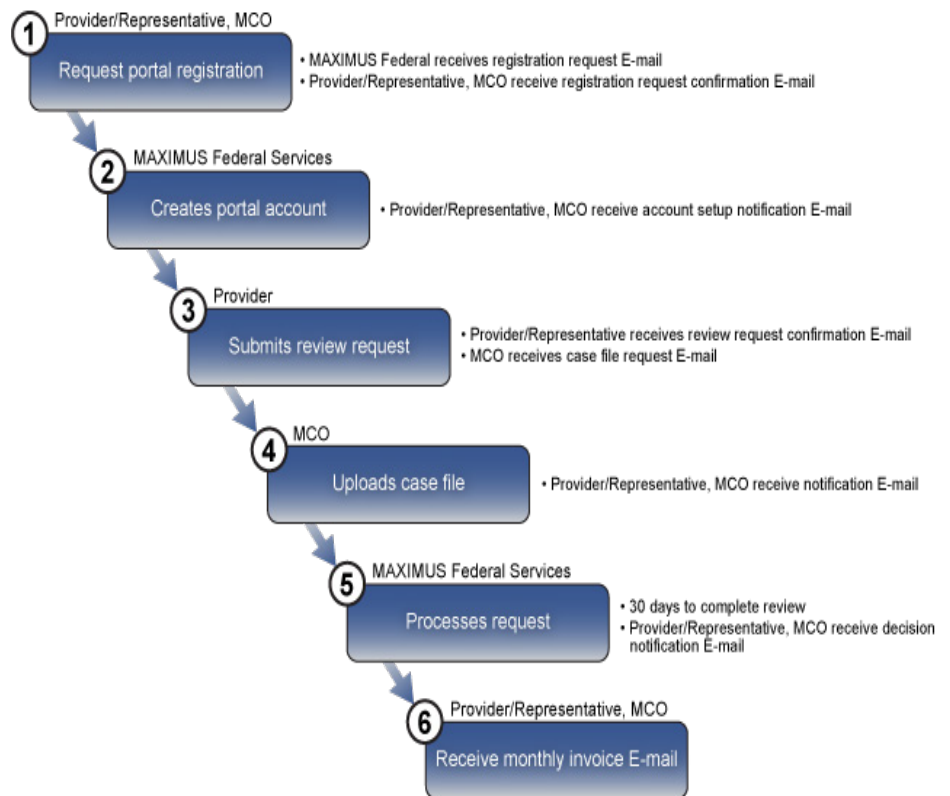 Provider/Representative, MCO
1
Request portal registration
• MAXIMUS Federal receives registration request E-mail
• Provider/Representative, MCO receive registration request confirmation E-mail
MAXIMUS Federal Services
2
Creates portal account
• Provider/Representative, MCO receive account setup notification E-mail
Provider
3
Submits review request
• Provider/Representative receives review request confirmation E-mail
• MCO receives case file request E-mail
MCO
4
Uploads case file
• Provider/Representative, MCO receive notification E-mail
MAXIMUS Federal Services
5
Processes request
• 30 days to complete review
• Provider/Representative, MCO receive decision
notification E-mail
Provider/Representative, MCO
6
Receive monthly invoice E-mail